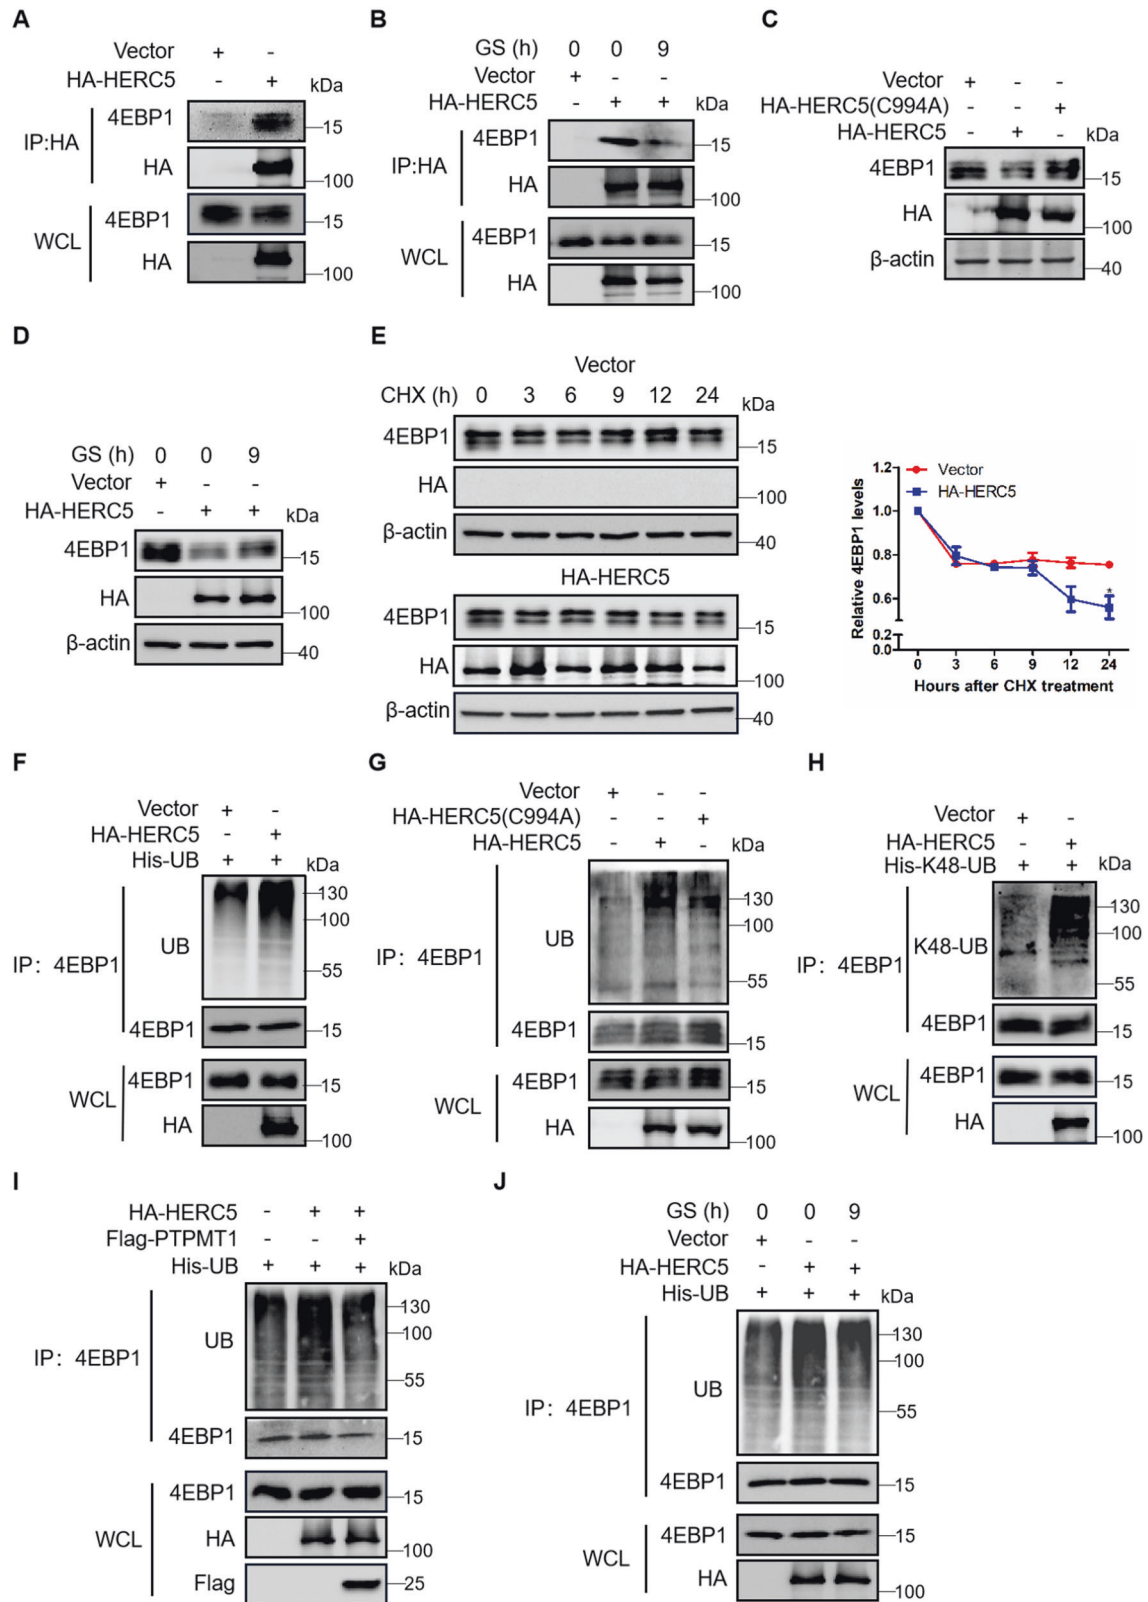 A
Vector + -
HA-HERC5 - + kDa
IP:HA 4EBP1 15
HA 100
WCL 4EBP1 15
HA 100
B
GS (h) 0 0 9
Vector + - -
HA-HERC5 - + + kDa
IP:HA 4EBP1 15
HA 100
WCL 4EBP1 15
HA 100
C
Vector + - -
HA-HERC5(C994A) - - +
HA-HERC5 - + - kDa
4EBP1 15
HA 100
β-actin 40
D
GS (h) 0 0 9
Vector + - -
HA-HERC5 - + + kDa
4EBP1 15
HA 100
β-actin 40
E
Vector
CHX (h) 0 3 6 9 12 24 kDa
4EBP1 15
HA 100
β-actin 40
HA-HERC5
4EBP1 15
HA 100
β-actin 40
Relative 4EBP1 levels
1.2
1.0
0.8
0.6
0.2
0.0
Vector
HA-HERC5
*
0 3 6 9 12 24
Hours after CHX treatment
F
Vector + -
HA-HERC5 - +
His-UB + + kDa
IP: 4EBP1 UB 130
100
55
4EBP1 15
WCL 4EBP1 15
HA 100
G
Vector + - -
HA-HERC5(C994A) - - +
HA-HERC5 - + - kDa
IP: 4EBP1 UB 130
100
55
4EBP1 15
WCL 4EBP1 15
HA 100
H
Vector + -
HA-HERC5 - +
His-K48-UB + + kDa
IP: 4EBP1 K48-UB 130
100
55
4EBP1 15
WCL 4EBP1 15
HA 100
I
HA-HERC5 - + +
Flag-PTPMT1 - - +
His-UB + + + kDa
IP: 4EBP1 UB 130
100
55
4EBP1 15
WCL 4EBP1 15
HA 100
Flag 25
J
GS (h) 0 0 9
Vector + - -
HA-HERC5 - + +
His-UB + + + kDa
IP: 4EBP1 UB 130
100
55
4EBP1 15
WCL 4EBP1 15
HA 100